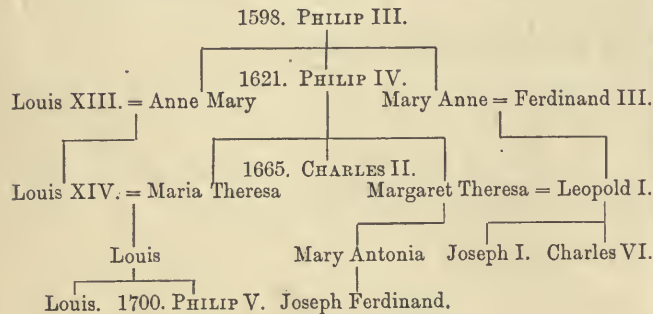 1598. PHILIP III.
1621. PHILIP IV.
Louis XIII. = Anne Mary Mary Anne = Ferdinand III.
1665. CHARLES II.
Louis XIV. = Maria Theresa Margaret Theresa = Leopold I.
Louis Mary Antonia Joseph I. Charles VI.
Louis. 1700. PHILIP V. Joseph Ferdinand.